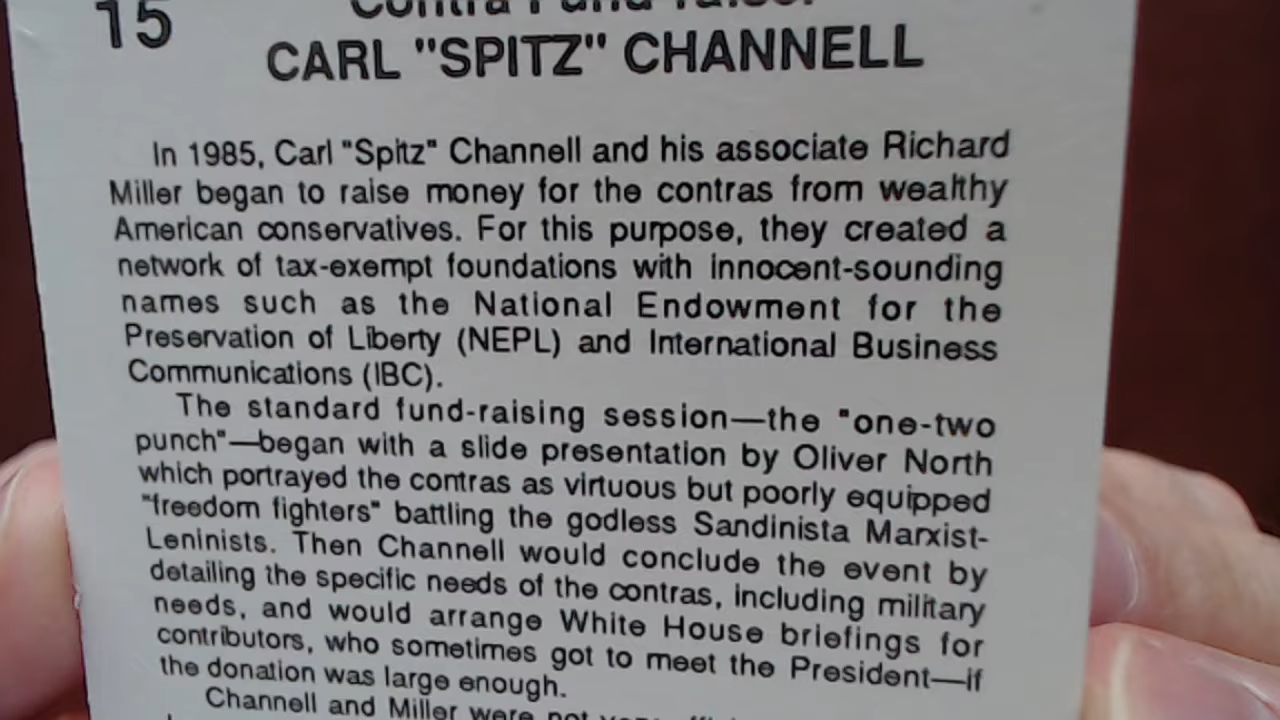 15
Contra Fund-raiser
CARL "SPITZ" CHANNELL
In 1985, Carl "Spitz" Channell and his associate Richard
Miller began to raise money for the contras from wealthy
American conservatives. For this purpose, they created a
network of tax-exempt foundations with innocent-sounding
names such as the National Endowment for the
Preservation of Liberty (NEPL) and International Business
Communications (IBC).
The standard fund-raising session—the "one-two
punch"—began with a slide presentation by Oliver North
which portrayed the contras as virtuous but poorly equipped
"freedom fighters" battling the godless Sandinista Marxist-
Leninists. Then Channell would conclude the event by
detailing the specific needs of the contras, including military
needs, and would arrange White House briefings for
contributors, who sometimes got to meet the President—if
the donation was large enough.
Channell and Miller were not very